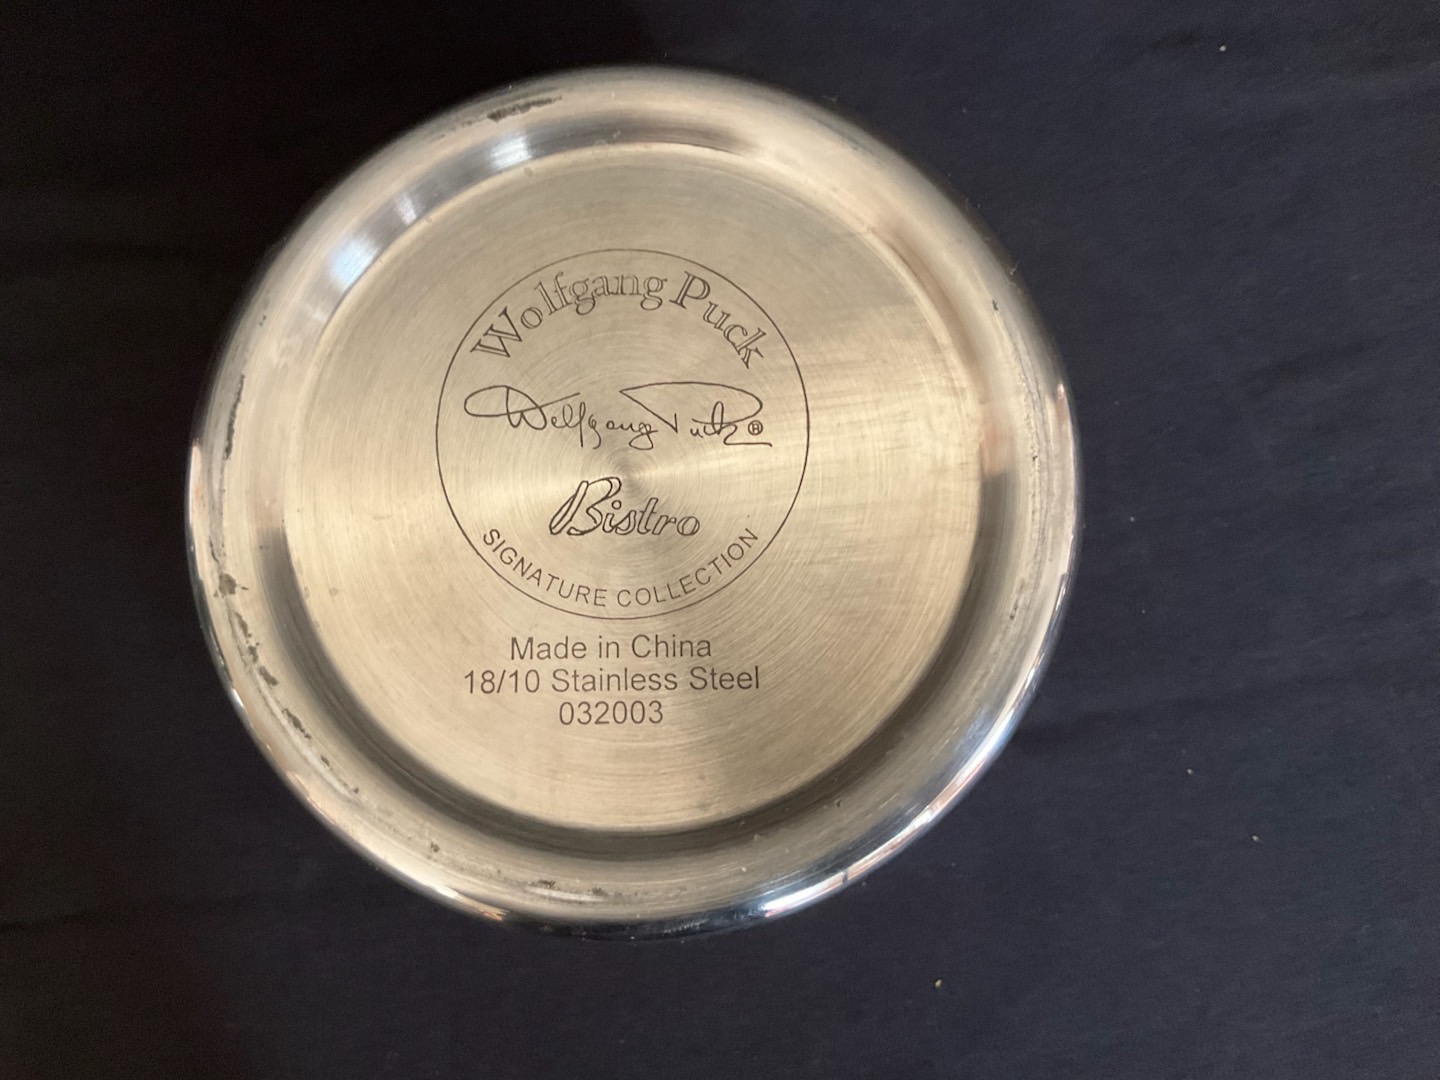 Wolfgang Puck
Wolfgang Puck ®
Bistro
SIGNATURE COLLECTION
Made in China
18/10 Stainless Steel
032003